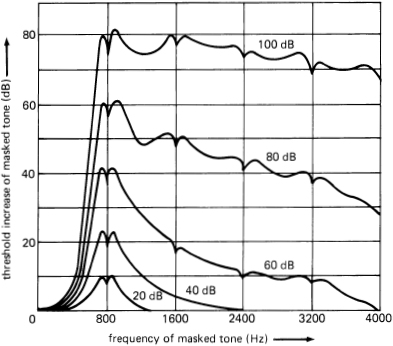 threshold increase of masked tone (dB)
80
60
40
20
100 dB
80 dB
60 dB
40 dB
20 dB
0 800 1600 2400 3200 4000
frequency of masked tone (Hz)